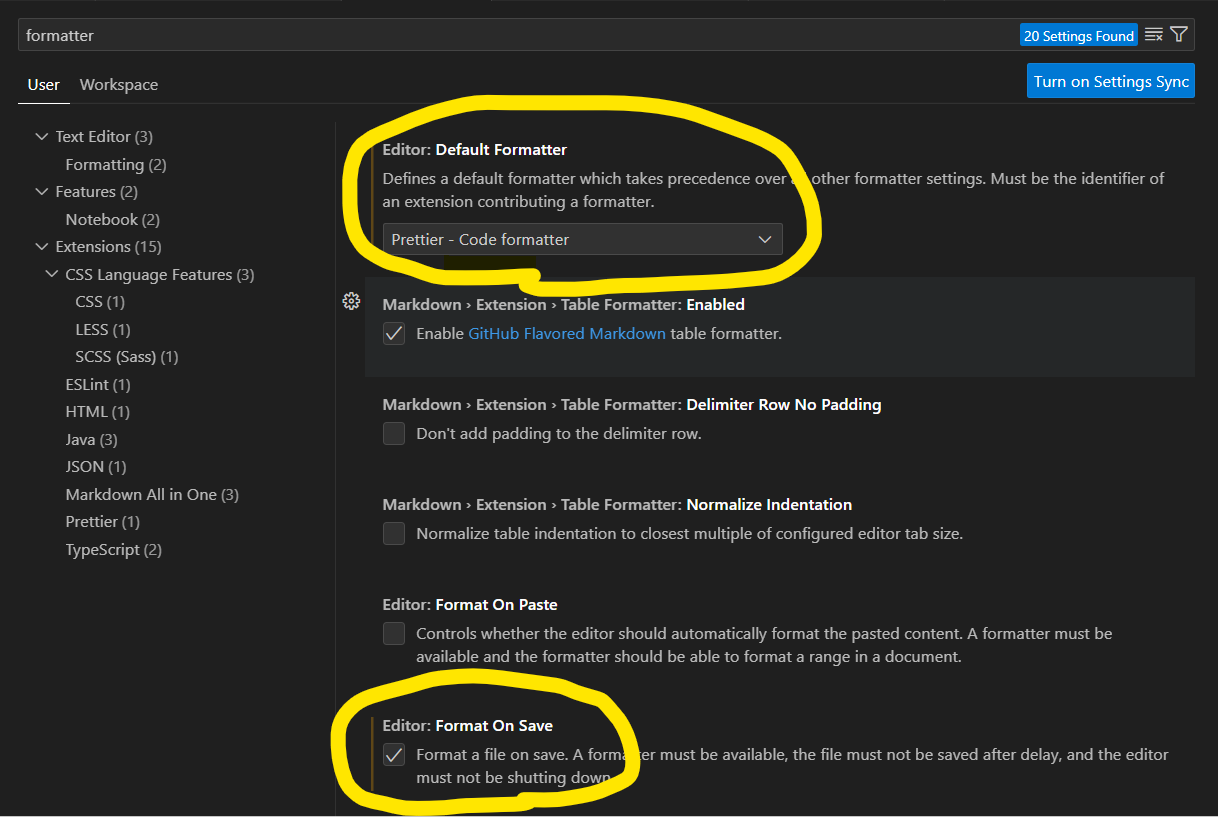 formatter
20 Settings Found
User
Workspace
Turn on Settings Sync
Text Editor (3)
Formatting (2)
Features (2)
Notebook (2)
Extensions (15)
CSS Language Features (3)
CSS (1)
LESS (1)
SCSS (Sass) (1)
ESLint (1)
HTML (1)
Java (3)
JSON (1)
Markdown All in One (3)
Prettier (1)
TypeScript (2)
Editor: Default Formatter
Defines a default formatter which takes precedence over other formatter settings. Must be the identifier of
an extension contributing a formatter.
Prettier - Code formatter
Markdown › Extension › Table Formatter: Enabled
Enable GitHub Flavored Markdown table formatter.
Markdown › Extension › Table Formatter: Delimiter Row No Padding
Don't add padding to the delimiter row.
Markdown › Extension › Table Formatter: Normalize Indentation
Normalize table indentation to closest multiple of configured editor tab size.
Editor: Format On Paste
Controls whether the editor should automatically format the pasted content. A formatter must be
available and the formatter should be able to format a range in a document.
Editor: Format On Save
Format a file on save. A formatter must be available, the file must not be saved after delay, and the editor
must not be shutting down.